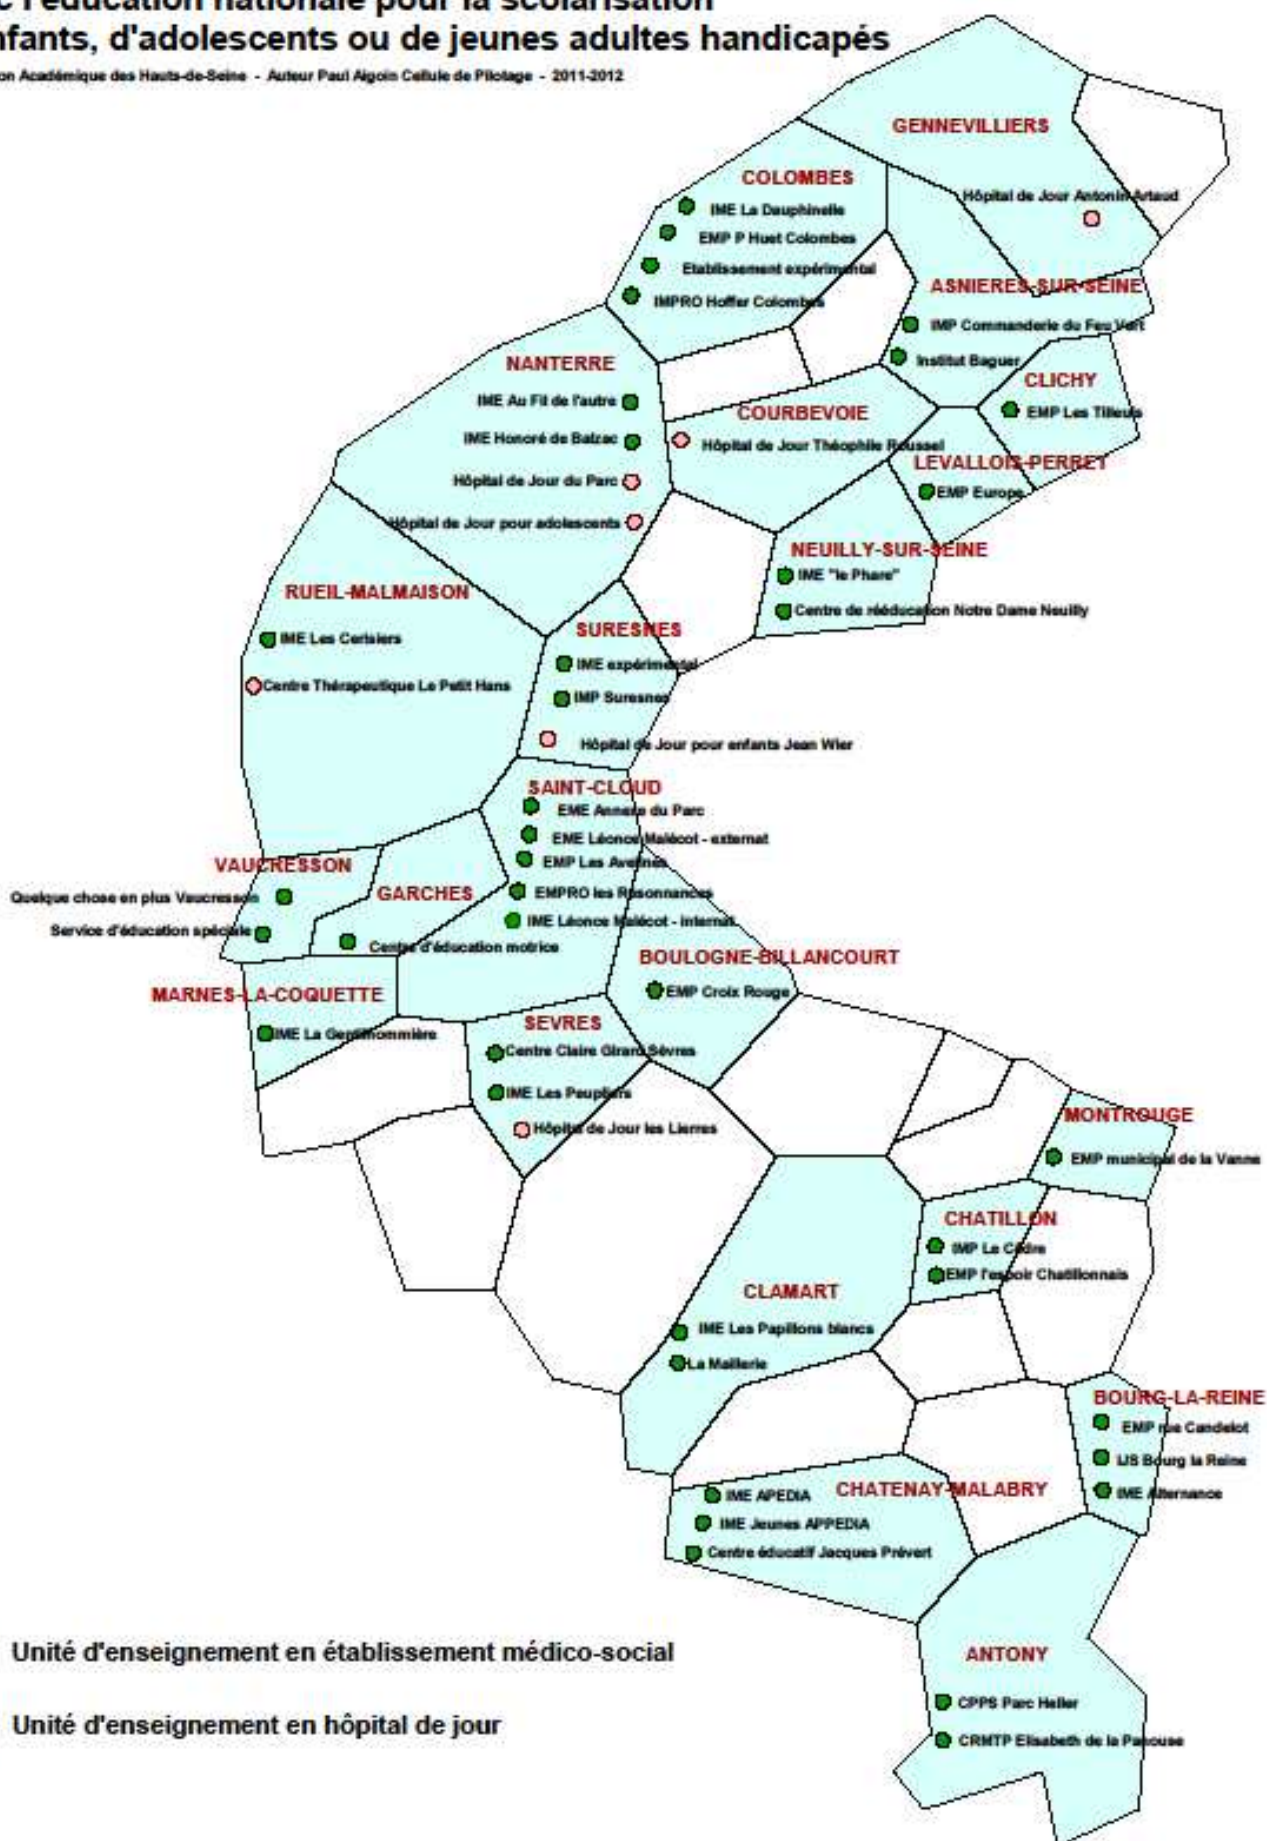 c l'éducation nationale pour la scolarisation
nfants, d'adolescents ou de jeunes adultes handicapés
on Académique des Hauts-de-Seine - Auteur Paul Aigoin Cellule de Pilotage - 2011-2012
GENNEVILLIERS
Hôpital de Jour Antonin Artaud
COLOMBES
IME La Dauphinelle
EMP P Huet Colombes
Etablissement expérimental
IMPRO Hoffer Colombes
ASNIERES-SUR-SEINE
IMP Commanderie du Feu Vert
Institut Baguer
CLICHY
EMP Les Tilleuls
NANTERRE
IME Au Fil de l'autre
IME Honoré de Balzac
Hôpital de Jour du Parc
Hôpital de Jour pour adolescents
COURBEVOIE
Hôpital de Jour Théophile Roussel
LEVALLOIS-PERRET
EMP Europe
NEUILLY-SUR-SEINE
IME "le Phare"
Centre de rééducation Notre Dame Neuilly
RUEIL-MALMAISON
IME Les Cerisiers
Centre Thérapeutique Le Petit Hans
SURESNES
IME expérimental
IMP Suresnes
Hôpital de Jour pour enfants Jean Wier
SAINT-CLOUD
EME Annexe du Parc
EME Léonce Malécot - externat
EMP Les Avelines
EMPRO les Résonnances
IME Léonce Malécot - internat
VAUCRESSON
Quelque chose en plus Vaucresson
Service d'éducation spéciale
GARCHES
Centre d'éducation motrice
BOULOGNE-BILLANCOURT
EMP Croix Rouge
MARNES-LA-COQUETTE
IME La Gentilhommière
SEVRES
Centre Claire Girard Sèvres
IME Les Peupliers
Hôpital de Jour les Lierres
MONTROUGE
EMP municipal de la Vanne
CHATILLON
IMP Le Cèdre
EMP l'espoir Chatillonnais
CLAMART
IME Les Papillons blancs
La Maillerie
BOURG-LA-REINE
EMP rue Candelot
IJS Bourg la Reine
IME Alternance
CHATENAY-MALABRY
IME APEDIA
IME Jeunes APPEDIA
Centre éducatif Jacques Prévert
Unité d'enseignement en établissement médico-social
Unité d'enseignement en hôpital de jour
ANTONY
CPPS Parc Heller
CRMTP Elisabeth de la Panouse